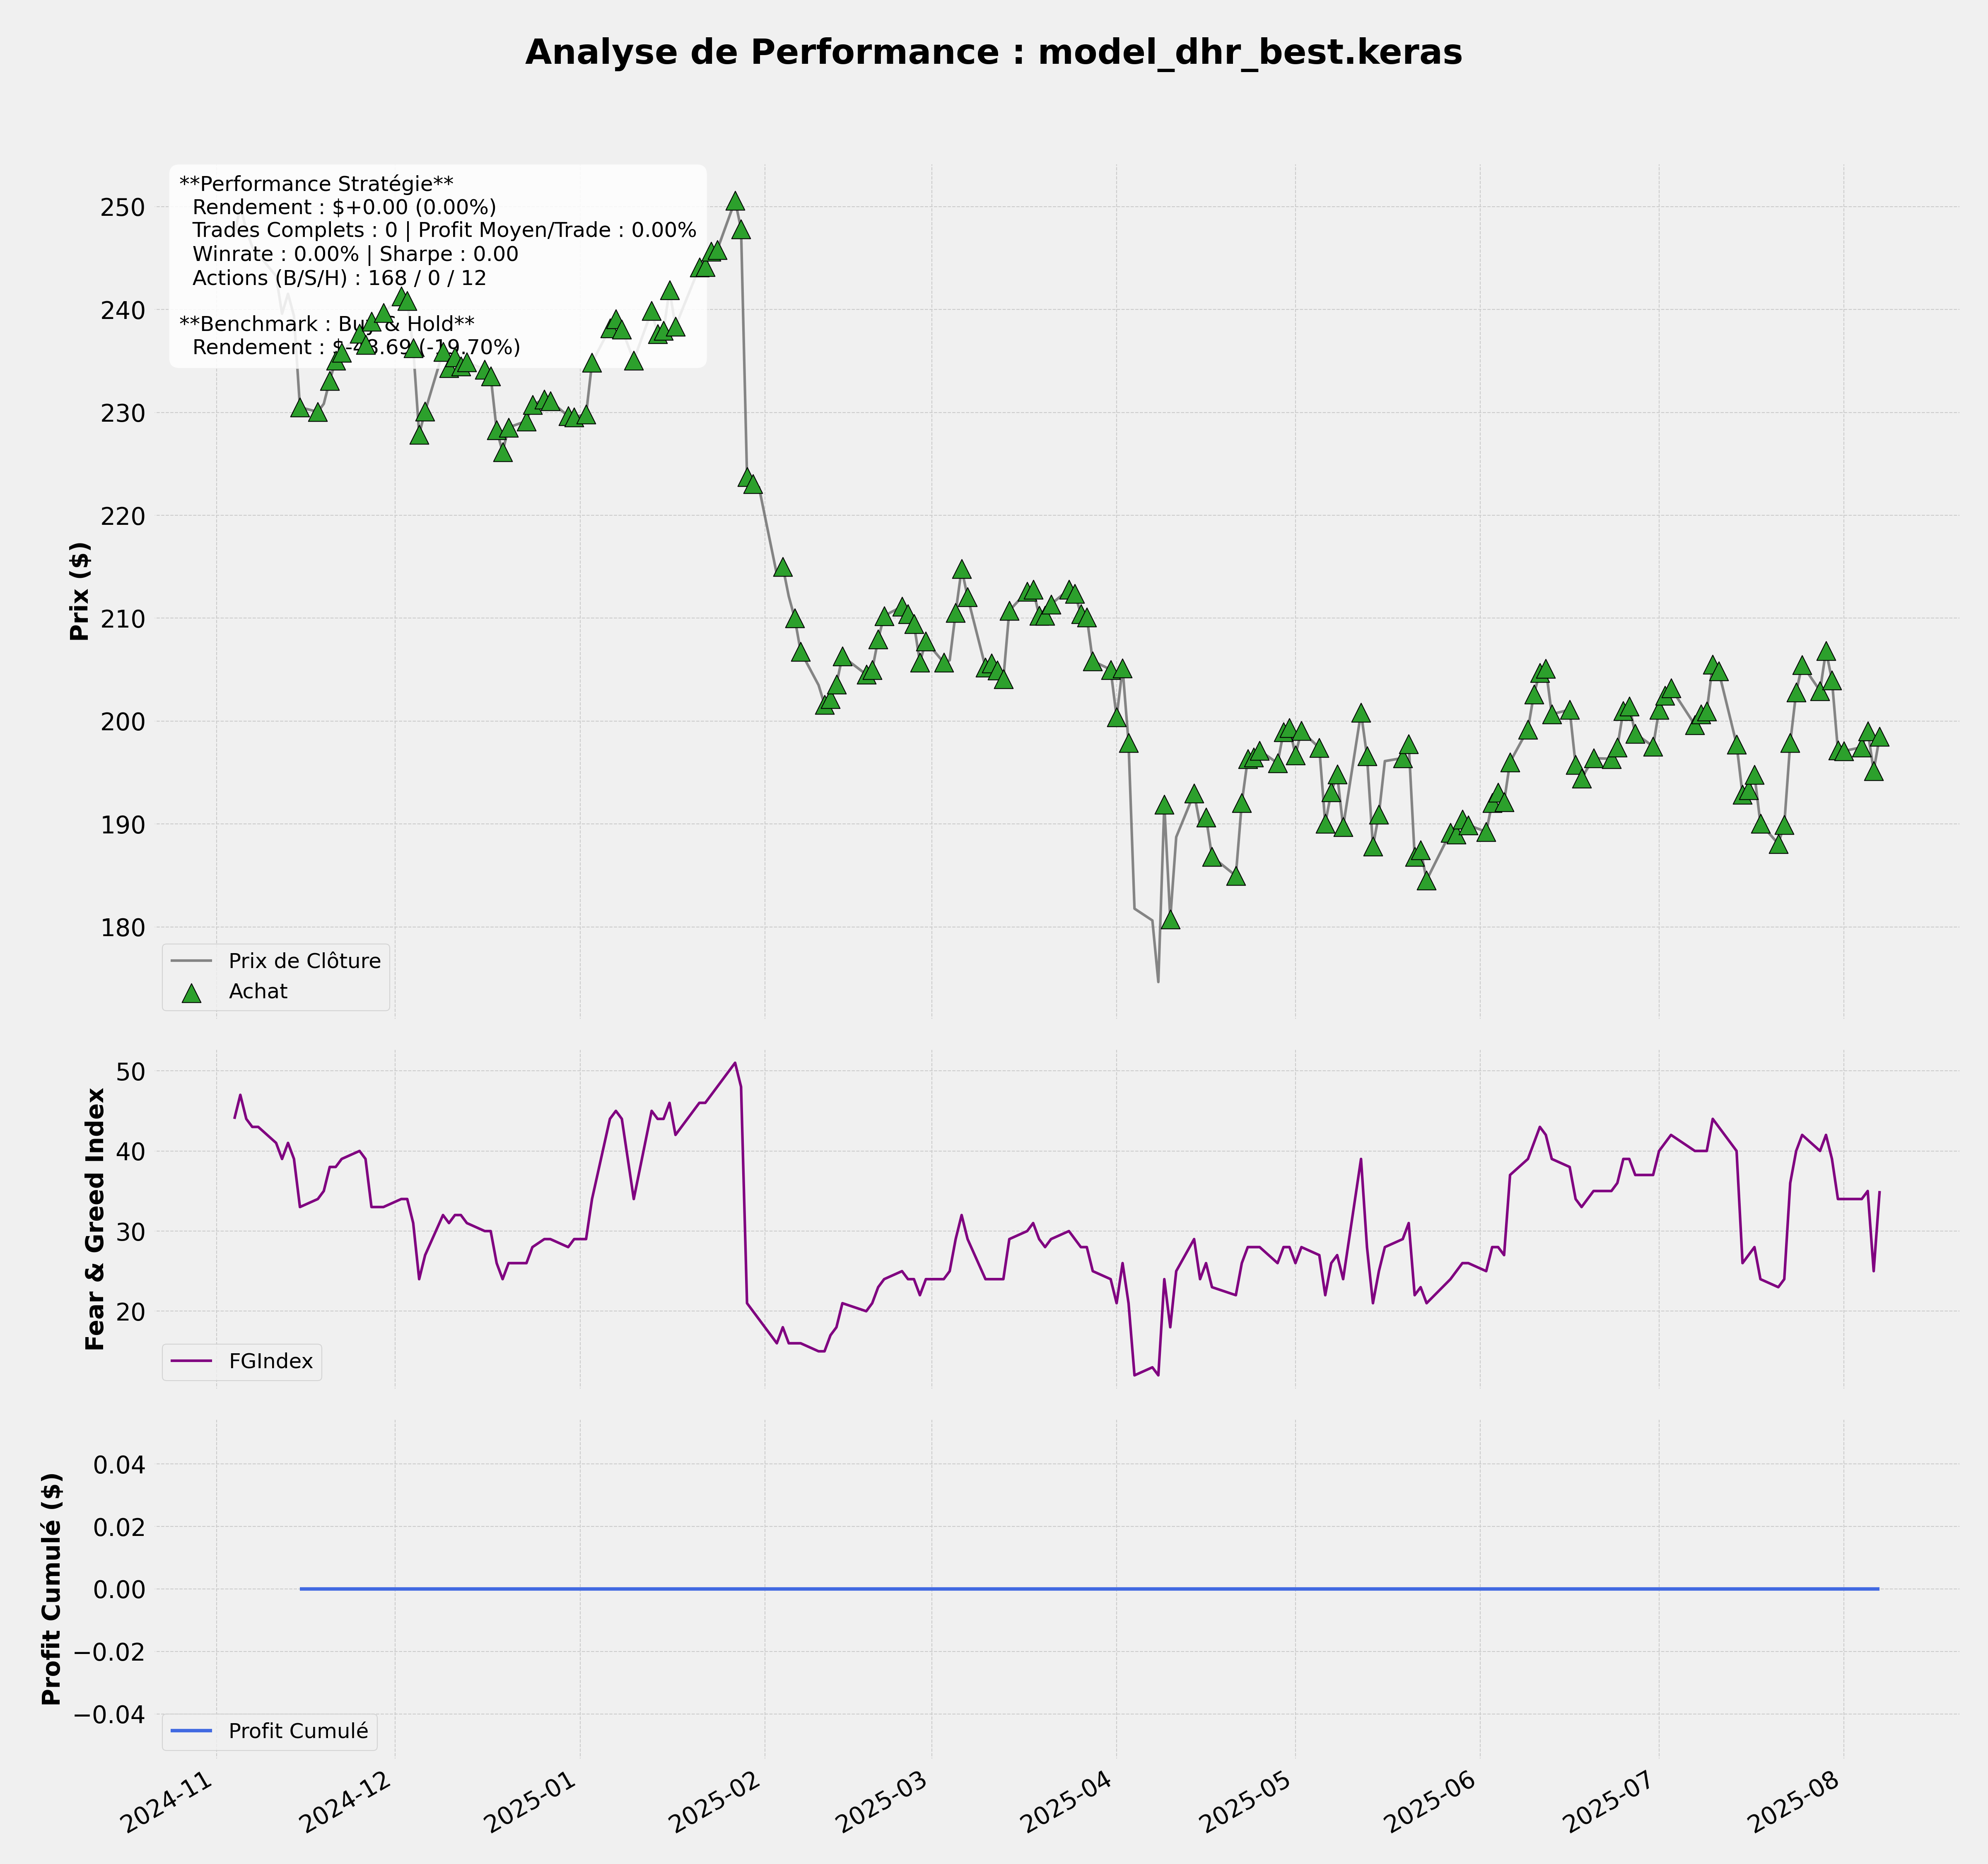 Analyse de Performance : model_dhr_best.keras
**Performance Stratégie**
Rendement : $+0.00 (0.00%)
Trades Complets : 0 | Profit Moyen/Trade : 0.00%
Winrate : 0.00% | Sharpe : 0.00
Actions (B/S/H) : 168 / 0 / 12
**Benchmark : Buy & Hold**
Rendement : (-19.70%)
Prix ($)
250
240
230
220
210
200
190
180
Prix de Clôture
Achat
Fear & Greed Index
50
40
30
20
FGIndex
Profit Cumulé ($)
0.04
0.02
0.00
−0.02
−0.04
Profit Cumulé
2024-11
2024-12
2025-01
2025-02
2025-03
2025-04
2025-05
2025-06
2025-07
2025-08